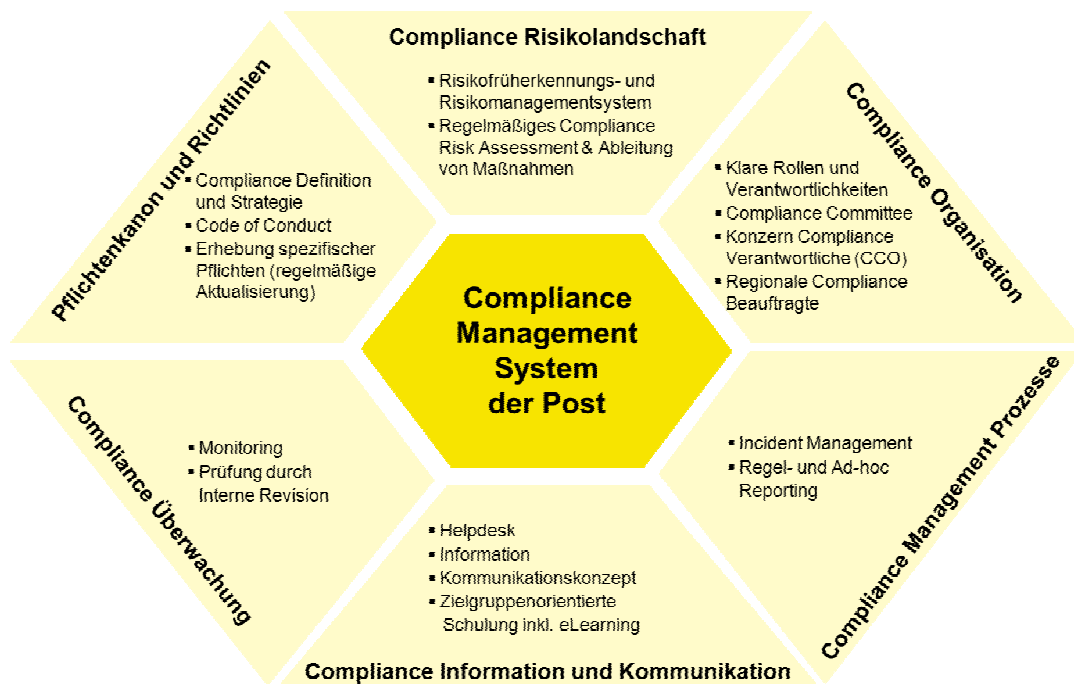 Compliance Risikolandschaft
▪ Risikofrüherkennungs- und
Risikomanagementsystem
▪ Regelmäßiges Compliance
Risk Assessment & Ableitung
von Maßnahmen
Pflichtenkanon und Richtlinien
▪ Compliance Definition
und Strategie
▪ Code of Conduct
▪ Erhebung spezifischer
Pflichten (regelmäßige
Aktualisierung)
Compliance Organisation
▪ Klare Rollen und
Verantwortlichkeiten
▪ Compliance Committee
▪ Konzern Compliance
Verantwortliche (CCO)
▪ Regionale Compliance
Beauftragte
Compliance
Management
System
der Post
Compliance Überwachung
▪ Monitoring
▪ Prüfung durch
Interne Revision
Compliance Management Prozesse
▪ Incident Management
▪ Regel- und Ad-hoc
Reporting
▪ Helpdesk
▪ Information
▪ Kommunikationskonzept
▪ Zielgruppenorientierte
Schulung inkl. eLearning
Compliance Information und Kommunikation